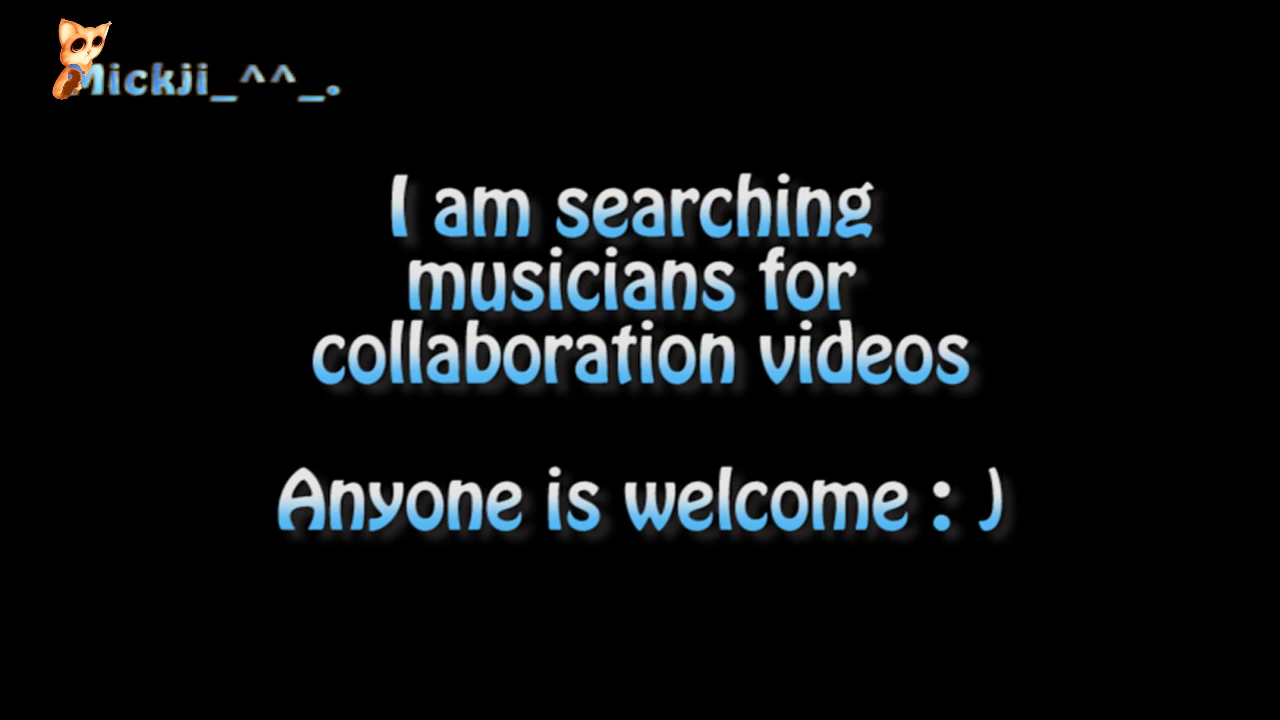 Mickji_^^_.
I am searching
musicians for
collaboration videos
Anyone is welcome : )